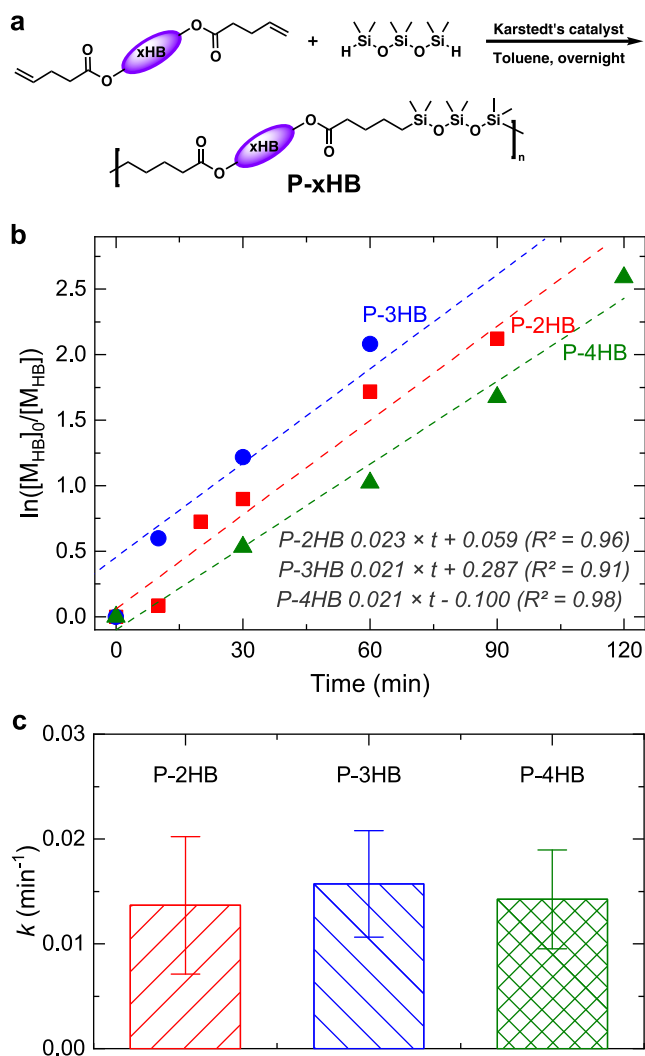 a
xHB
O
O
O
O
+
H Si O Si O Si H
Karstedt's catalyst
Toluene, overnight
O
O
xHB
O
O
Si O Si O Si
n
P-xHB
b
ln([M_HB]₀/[M_HB])
2.5
2.0
1.5
1.0
0.5
0.0
P-3HB
P-2HB
P-4HB
P-2HB 0.023 × t + 0.059 (R² = 0.96)
P-3HB 0.021 × t + 0.287 (R² = 0.91)
P-4HB 0.021 × t - 0.100 (R² = 0.98)
0 30 60 90 120
Time (min)
c
k (min⁻¹)
0.03
0.02
0.01
0.00
P-2HB P-3HB P-4HB